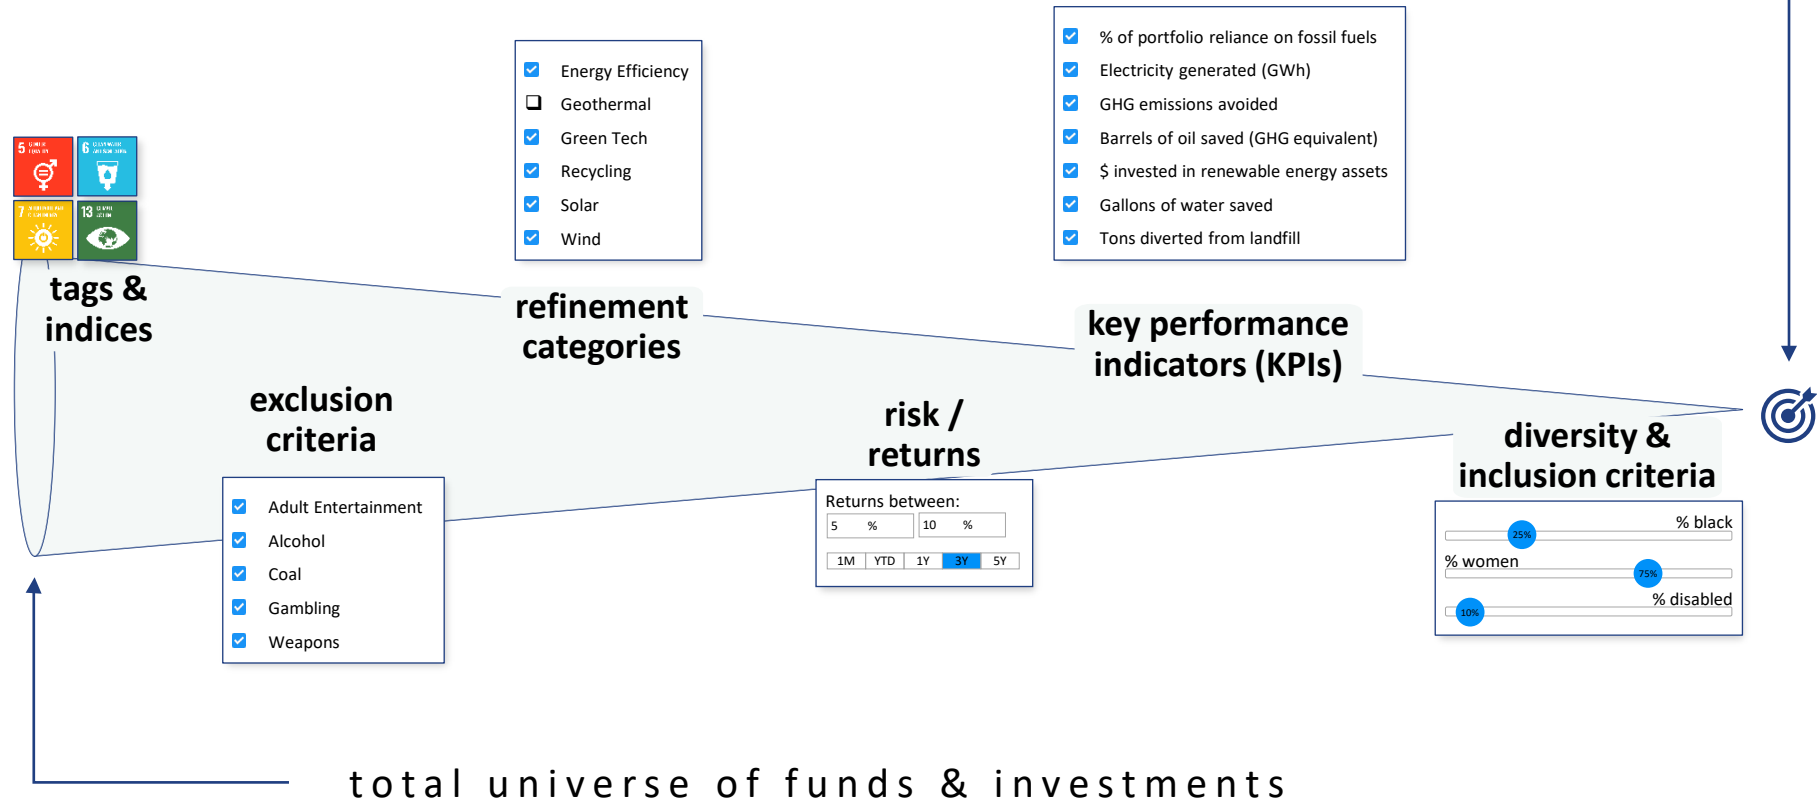 Energy Efficiency
Geothermal
Green Tech
Recycling
Solar
Wind
% of portfolio reliance on fossil fuels
Electricity generated (GWh)
GHG emissions avoided
Barrels of oil saved (GHG equivalent)
$ invested in renewable energy assets
Gallons of water saved
Tons diverted from landfill
5
6
7
13
tags &
indices
refinement
categories
key performance
indicators (KPIs)
exclusion
criteria
risk /
returns
diversity &
inclusion criteria
Adult Entertainment
Alcohol
Coal
Gambling
Weapons
Returns between:
5 % 10 %
1M YTD 1Y 3Y 5Y
% black
25%
% women
75%
% disabled
10%
total universe of funds & investments